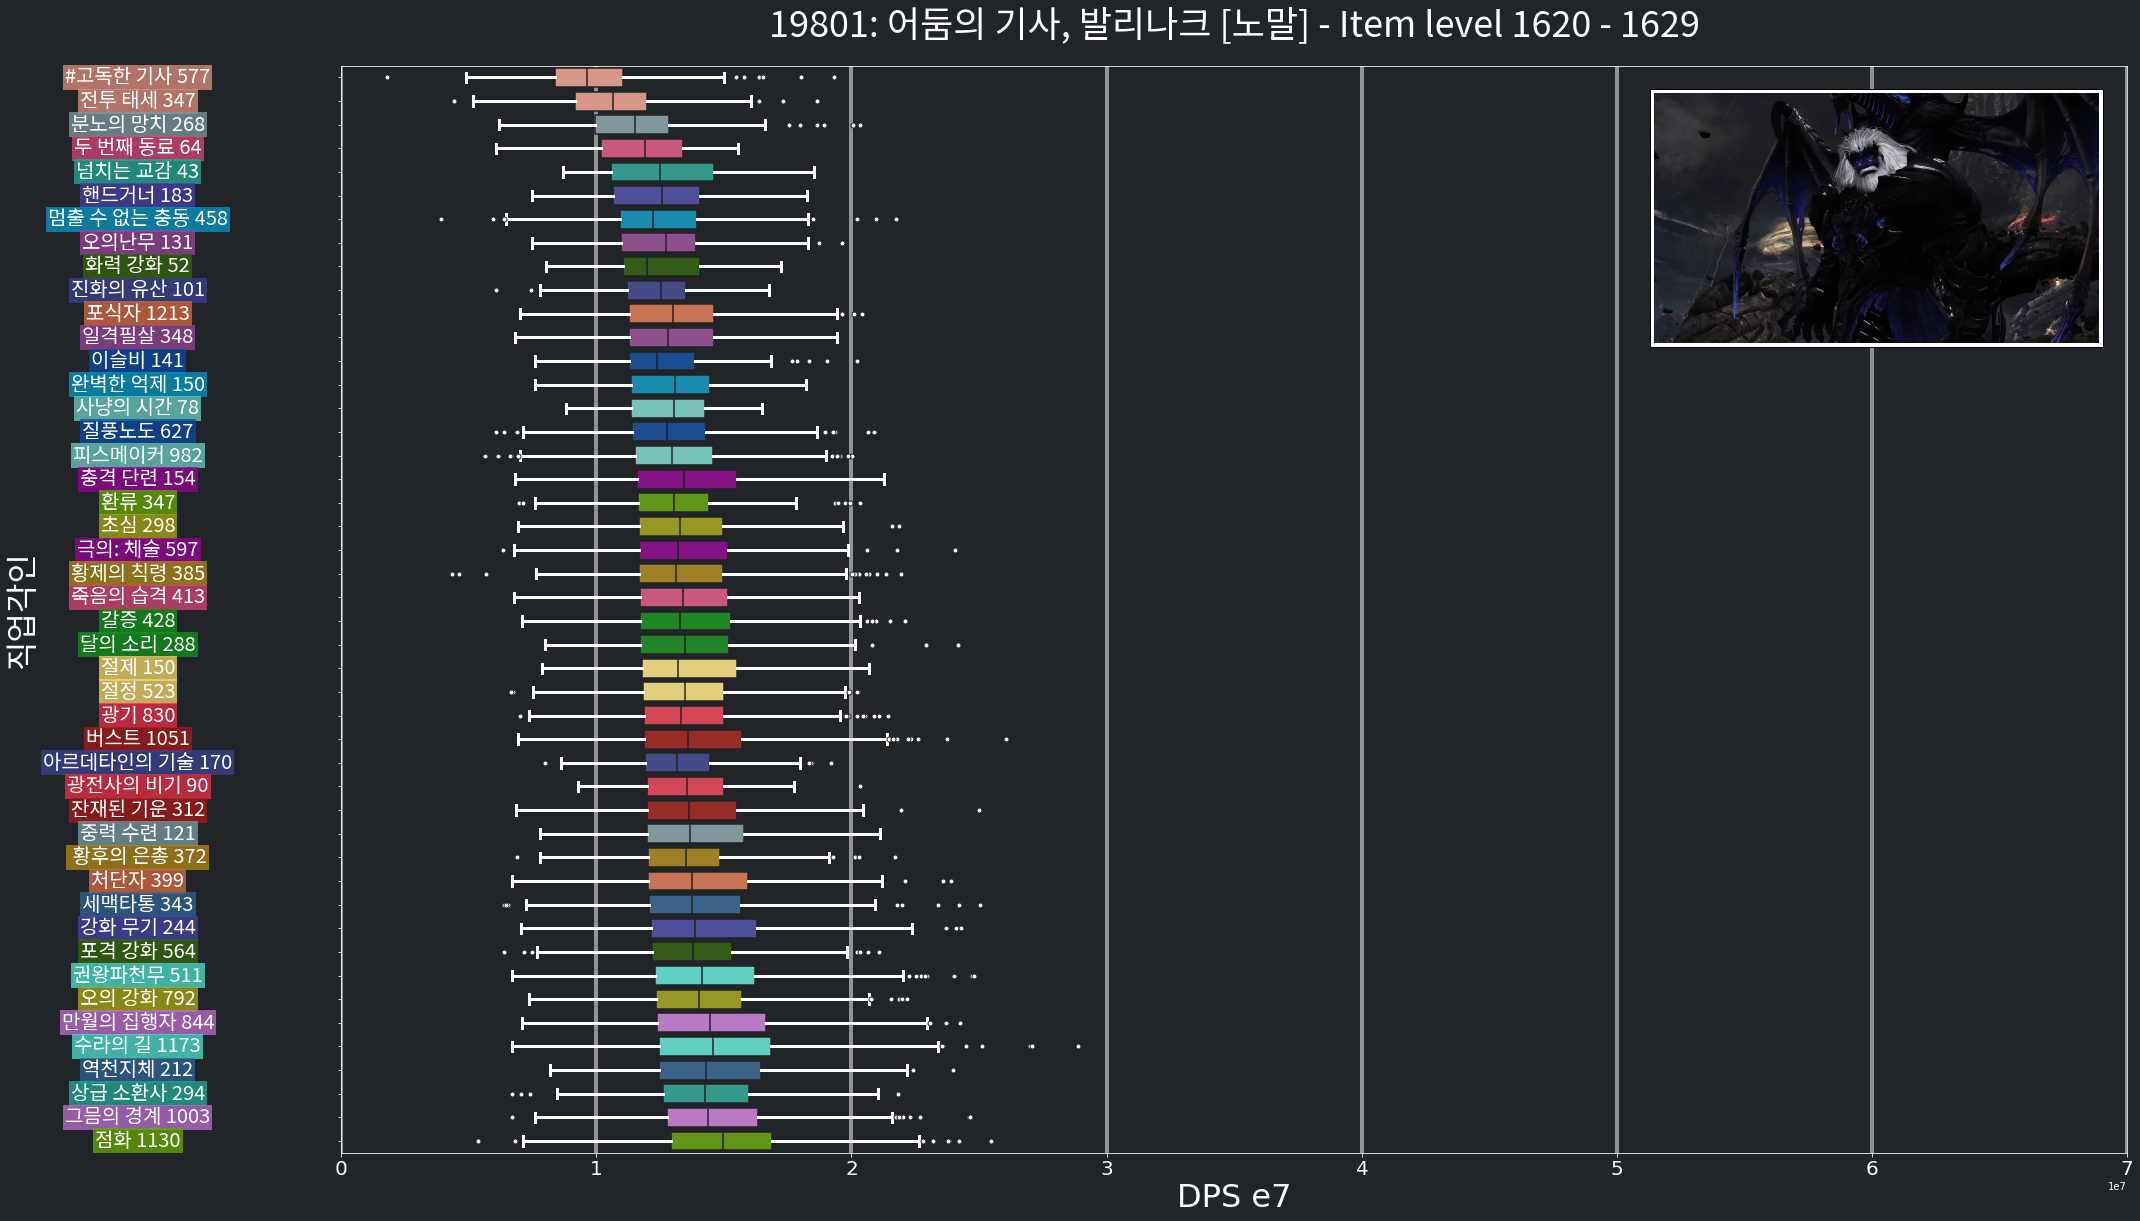 19801: 어둠의 기사, 발리나크 [노말] - Item level 1620 - 1629
#고독한 기사 577
전투 태세 347
분노의 망치 268
두 번째 동료 64
넘치는 교감 43
핸드거너 183
멈출 수 없는 충동 458
오의난무 131
화력 강화 52
진화의 유산 101
포식자 1213
일격필살 348
이슬비 141
완벽한 억제 150
사냥의 시간 78
질풍노도 627
피스메이커 982
충격 단련 154
환류 347
초심 298
극의: 체술 597
황제의 칙령 385
죽음의 습격 413
갈증 428
달의 소리 288
절제 150
절정 523
광기 830
버스트 1051
아르데타인의 기술 170
광전사의 비기 90
잔재된 기운 312
중력 수련 121
황후의 은총 372
처단자 399
세맥타통 343
강화 무기 244
포격 강화 564
권왕파천무 511
오의 강화 792
만월의 집행자 844
수라의 길 1173
역천지체 212
상급 소환사 294
그믐의 경계 1003
점화 1130
직업각인
0 1 2 3 4 5 6 7
1e7
DPS e7